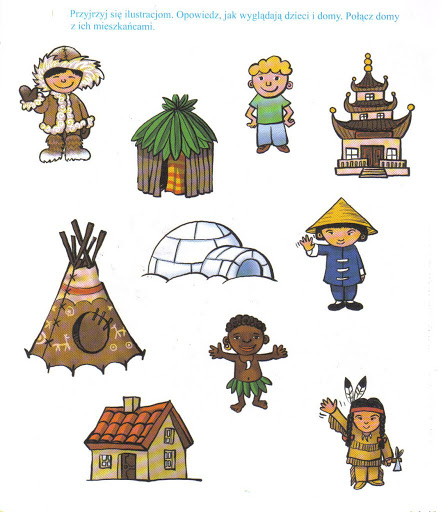 Przyjrzyj się ilustracjom. Opowiedz, jak wyglądają dzieci i domy. Połącz domy
z ich mieszkańcami.